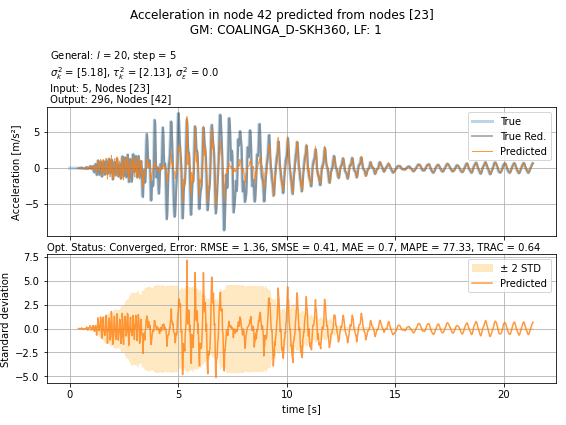 Acceleration in node 42 predicted from nodes [23]
GM: COALINGA_D-SKH360, LF: 1
General: l = 20, step = 5
σ²ₖ = [5.18], τ²ₖ = [2.13], σ²ε = 0.0
Input: 5, Nodes [23]
Output: 296, Nodes [42]
Acceleration [m/s²]
5
0
−5
True
True Red.
Predicted
Opt. Status: Converged, Error: RMSE = 1.36, SMSE = 0.41, MAE = 0.7, MAPE = 77.33, TRAC = 0.64
Standard deviation
7.5
5.0
2.5
0.0
−2.5
−5.0
± 2 STD
Predicted
0 5 10 15 20
time [s]